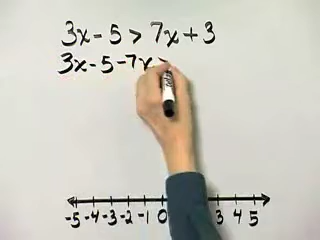 3x - 5 > 7x + 3
3x - 5 - 7x >
-5 -4 -3 -2 -1 0 3 4 5